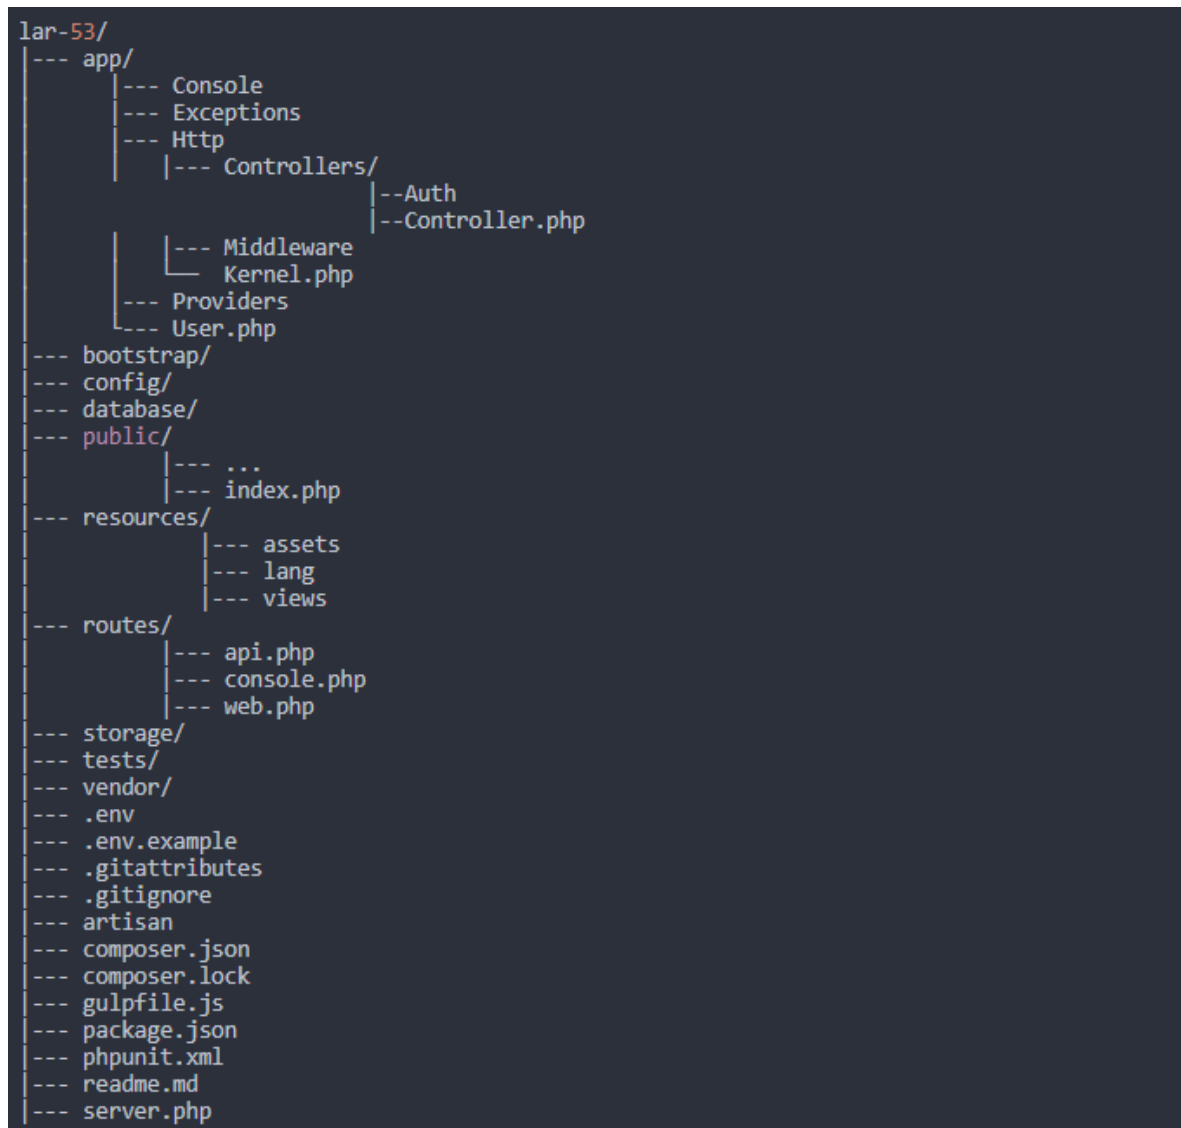 lar-53/
|--- app/
|      |--- Console
|      |--- Exceptions
|      |--- Http
|      |   |--- Controllers/
|                          |--Auth
|                          |--Controller.php
|      |   |--- Middleware
|      |   └──  Kernel.php
|      |--- Providers
|      └--- User.php
|--- bootstrap/
|--- config/
|--- database/
|--- public/
|          |--- ...
|          |--- index.php
|--- resources/
|             |--- assets
|             |--- lang
|             |--- views
|--- routes/
|          |--- api.php
|          |--- console.php
|          |--- web.php
|--- storage/
|--- tests/
|--- vendor/
|--- .env
|--- .env.example
|--- .gitattributes
|--- .gitignore
|--- artisan
|--- composer.json
|--- composer.lock
|--- gulpfile.js
|--- package.json
|--- phpunit.xml
|--- readme.md
|--- server.php